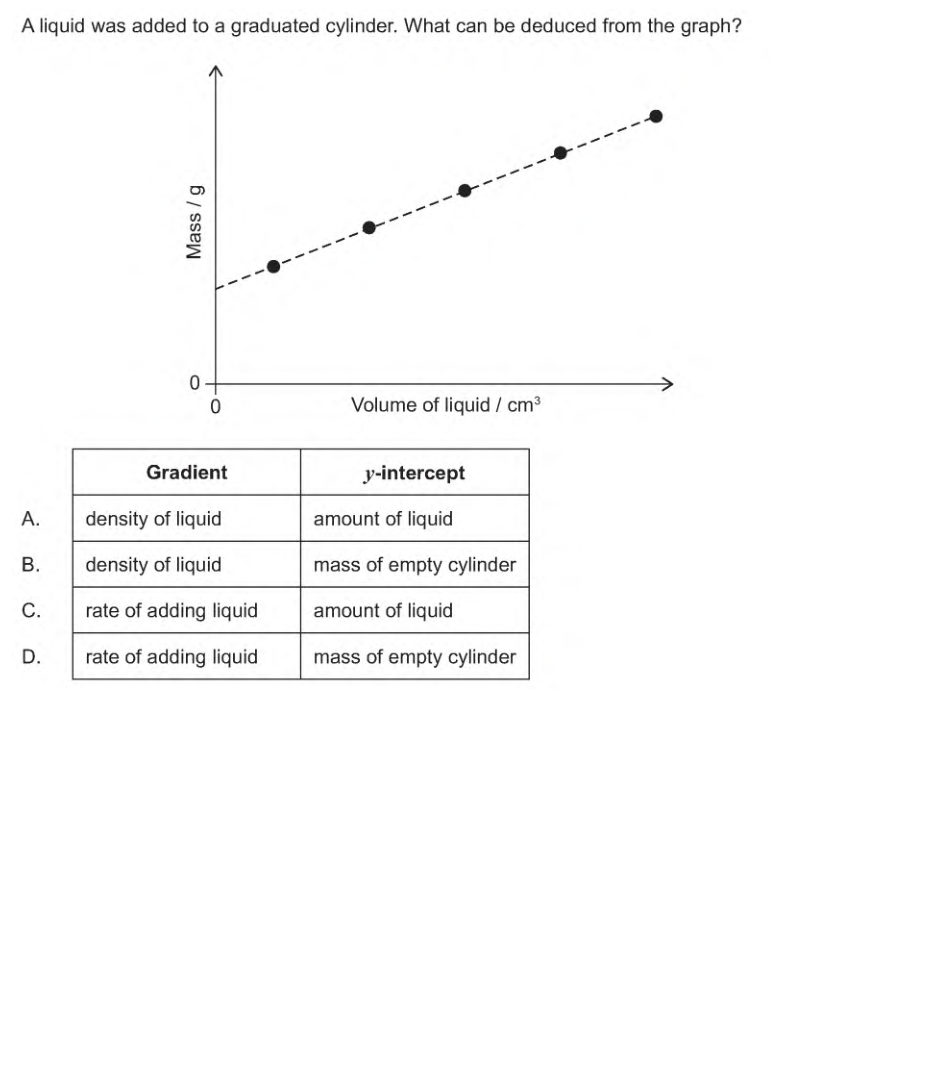 A liquid was added to a graduated cylinder. What can be deduced from the graph?
Mass / g
0
0
Volume of liquid / cm³
Gradient y-intercept
A. density of liquid amount of liquid
B. density of liquid mass of empty cylinder
C. rate of adding liquid amount of liquid
D. rate of adding liquid mass of empty cylinder